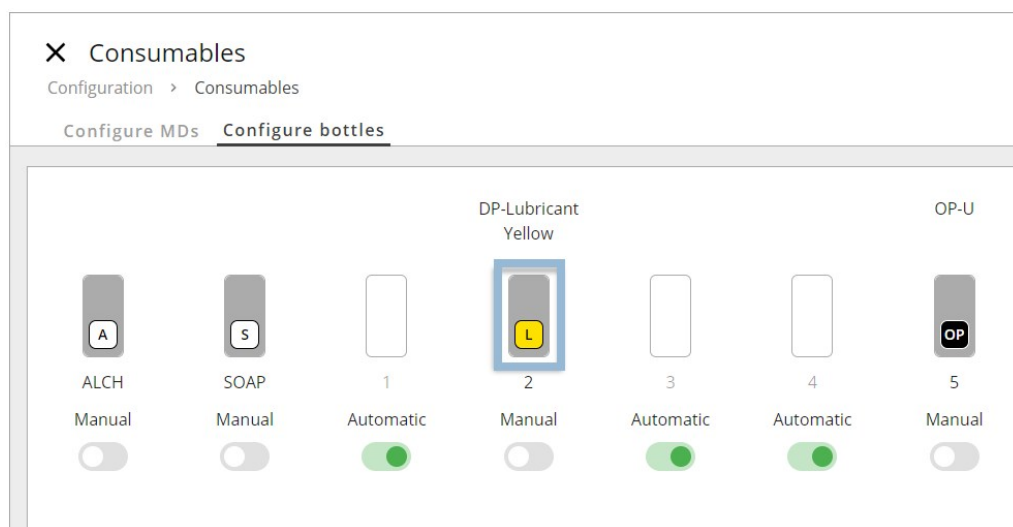 Consumables
Configuration > Consumables
Configure MDs Configure bottles
DP-Lubricant
Yellow
OP-U
A S L OP
ALCH SOAP 1 2 3 4 5
Manual Manual Automatic Manual Automatic Automatic Manual